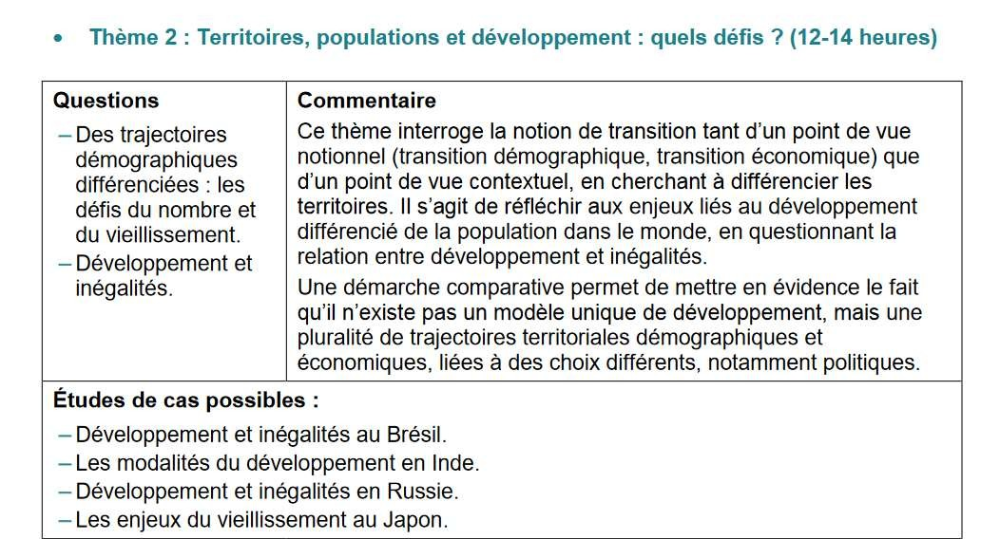 • Thème 2 : Territoires, populations et développement : quels défis ? (12-14 heures)
Questions
– Des trajectoires
démographiques
différenciées : les
défis du nombre et
du vieillissement.
– Développement et
inégalités.
Commentaire
Ce thème interroge la notion de transition tant d’un point de vue
notionnel (transition démographique, transition économique) que
d’un point de vue contextuel, en cherchant à différencier les
territoires. Il s’agit de réfléchir aux enjeux liés au développement
différencié de la population dans le monde, en questionnant la
relation entre développement et inégalités.
Une démarche comparative permet de mettre en évidence le fait
qu’il n’existe pas un modèle unique de développement, mais une
pluralité de trajectoires territoriales démographiques et
économiques, liées à des choix différents, notamment politiques.
Études de cas possibles :
– Développement et inégalités au Brésil.
– Les modalités du développement en Inde.
– Développement et inégalités en Russie.
– Les enjeux du vieillissement au Japon.